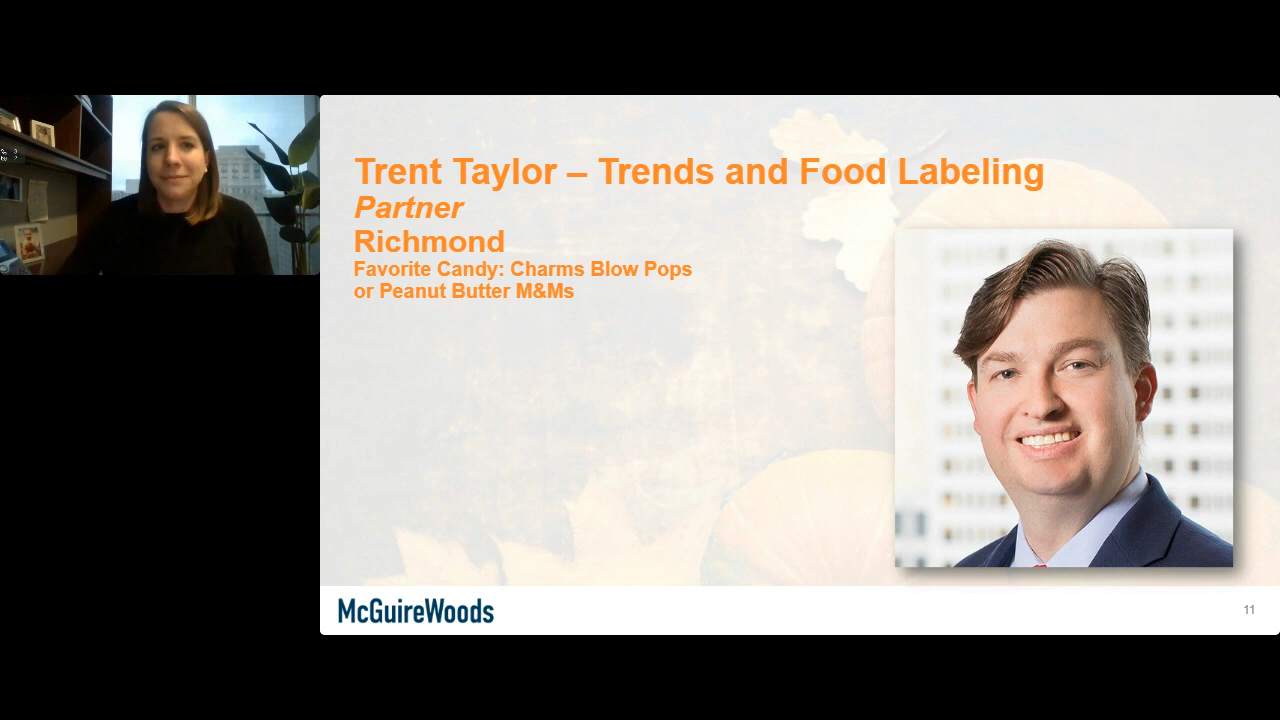 Trent Taylor – Trends and Food Labeling
Partner
Richmond
Favorite Candy: Charms Blow Pops
or Peanut Butter M&Ms
McGuireWoods
11